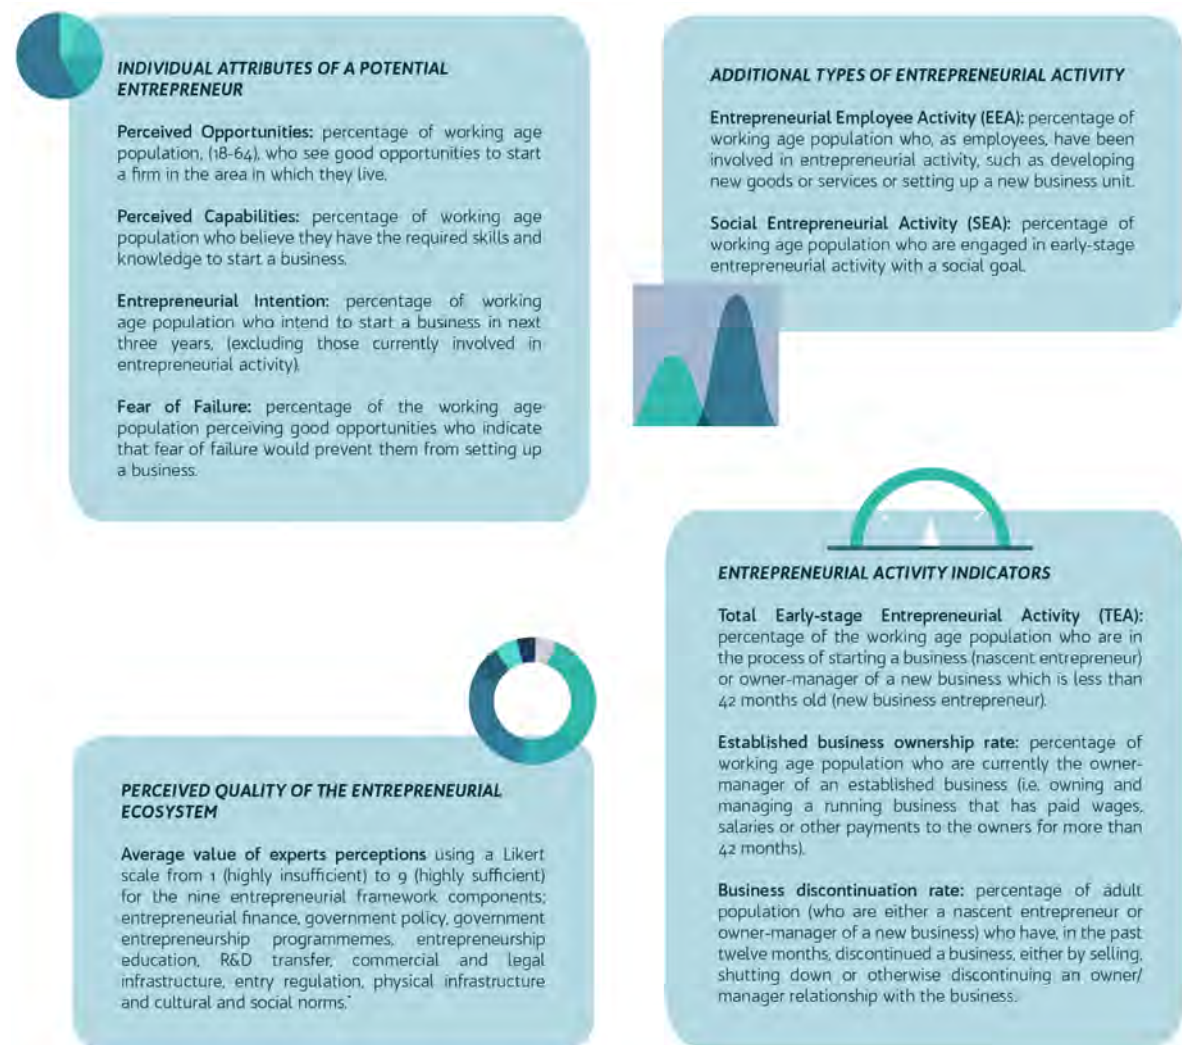 INDIVIDUAL ATTRIBUTES OF A POTENTIAL
ENTREPRENEUR
Perceived Opportunities: percentage of working age
population, (18-64), who see good opportunities to start
a firm in the area in which they live.
Perceived Capabilities: percentage of working age
population who believe they have the required skills and
knowledge to start a business.
Entrepreneurial Intention: percentage of working
age population who intend to start a business in next
three years, (excluding those currently involved in
entrepreneurial activity).
Fear of Failure: percentage of the working age
population perceiving good opportunities who indicate
that fear of failure would prevent them from setting up
a business.
ADDITIONAL TYPES OF ENTREPRENEURIAL ACTIVITY
Entrepreneurial Employee Activity (EEA): percentage of
working age population who, as employees, have been
involved in entrepreneurial activity, such as developing
new goods or services or setting up a new business unit.
Social Entrepreneurial Activity (SEA): percentage of
working age population who are engaged in early-stage
entrepreneurial activity with a social goal.
PERCEIVED QUALITY OF THE ENTREPRENEURIAL
ECOSYSTEM
Average value of experts perceptions using a Likert
scale from 1 (highly insufficient) to 9 (highly sufficient)
for the nine entrepreneurial framework components;
entrepreneurial finance, government policy, government
entrepreneurship programmemes, entrepreneurship
education, R&D transfer, commercial and legal
infrastructure, entry regulation, physical infrastructure
and cultural and social norms.*
ENTREPRENEURIAL ACTIVITY INDICATORS
Total Early-stage Entrepreneurial Activity (TEA):
percentage of the working age population who are in
the process of starting a business (nascent entrepreneur)
or owner-manager of a new business which is less than
42 months old (new business entrepreneur).
Established business ownership rate: percentage of
working age population who are currently the owner-
manager of an established business (i.e. owning and
managing a running business that has paid wages,
salaries or other payments to the owners for more than
42 months).
Business discontinuation rate: percentage of adult
population (who are either a nascent entrepreneur or
owner-manager of a new business) who have, in the past
twelve months, discontinued a business, either by selling,
shutting down or otherwise discontinuing an owner/
manager relationship with the business.